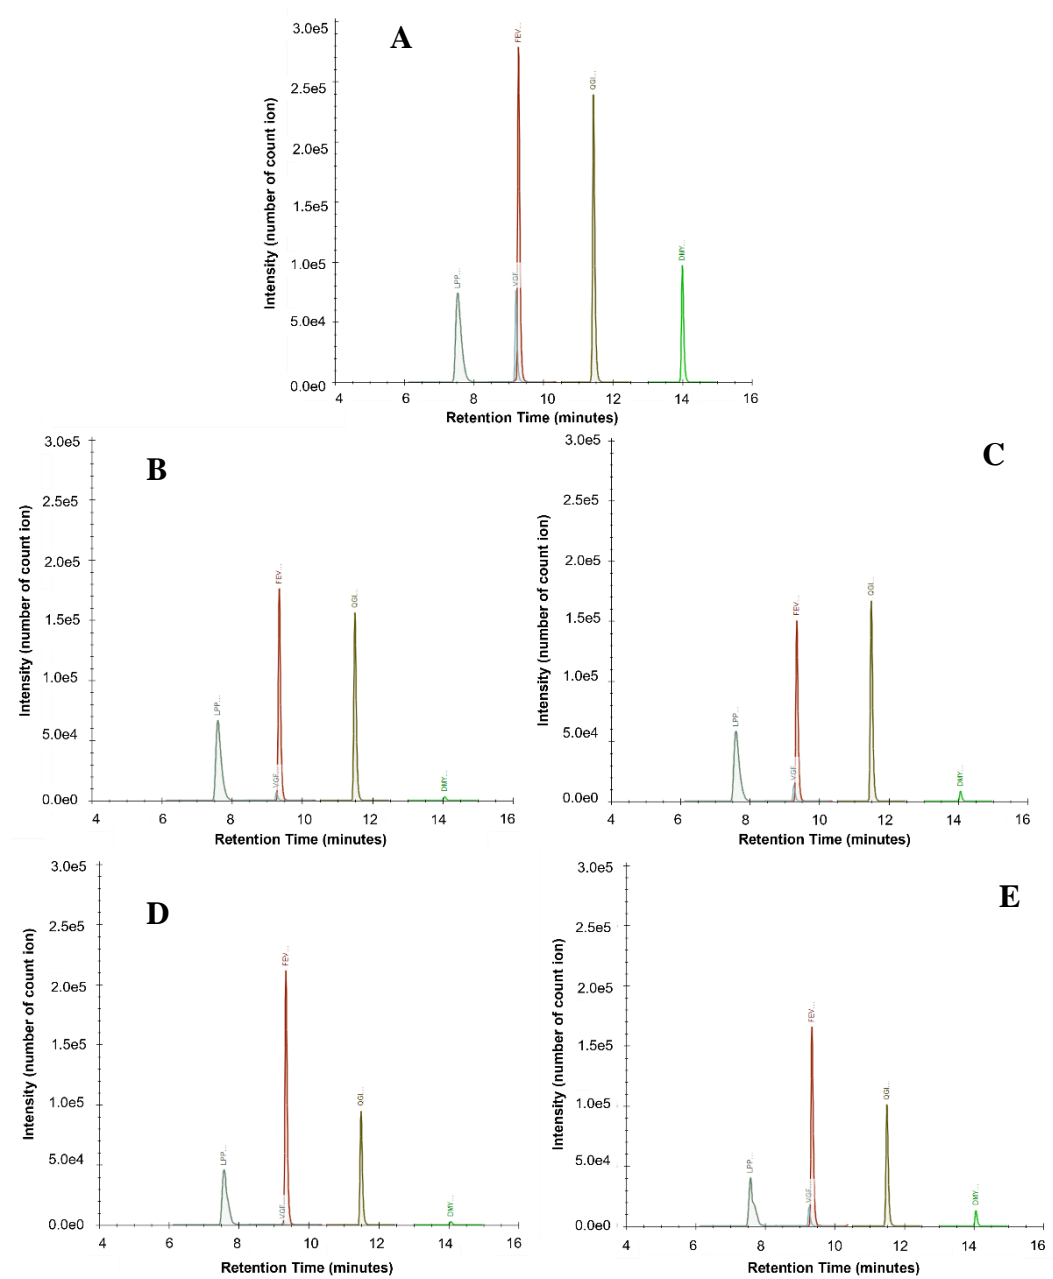 A
3.0e5
2.5e5
2.0e5
1.5e5
1.0e5
5.0e4
0.0e0
Intensity (number of count ion)
LPP...
VGF...
FEV...
QGI...
DMY...
4 6 8 10 12 14 16
Retention Time (minutes)
B
3.0e5
2.5e5
2.0e5
1.5e5
1.0e5
5.0e4
0.0e0
Intensity (number of count ion)
LPP...
VGF...
FEV...
QGI...
DMY...
4 6 8 10 12 14 16
Retention Time (minutes)
C
3.0e5
2.5e5
2.0e5
1.5e5
1.0e5
5.0e4
0.0e0
Intensity (number of count ion)
LPP...
VGF...
FEV...
QGI...
DMY...
4 6 8 10 12 14 16
Retention Time (minutes)
D
3.0e5
2.5e5
2.0e5
1.5e5
1.0e5
5.0e4
0.0e0
Intensity (number of count ion)
LPP...
VGF...
FEV...
QGI...
DMY...
4 6 8 10 12 14 16
Retention Time (minutes)
E
3.0e5
2.5e5
2.0e5
1.5e5
1.0e5
5.0e4
0.0e0
Intensity (number of count ion)
LPP...
VGF...
FEV...
QGI...
DMY...
4 6 8 10 12 14 16
Retention Time (minutes)